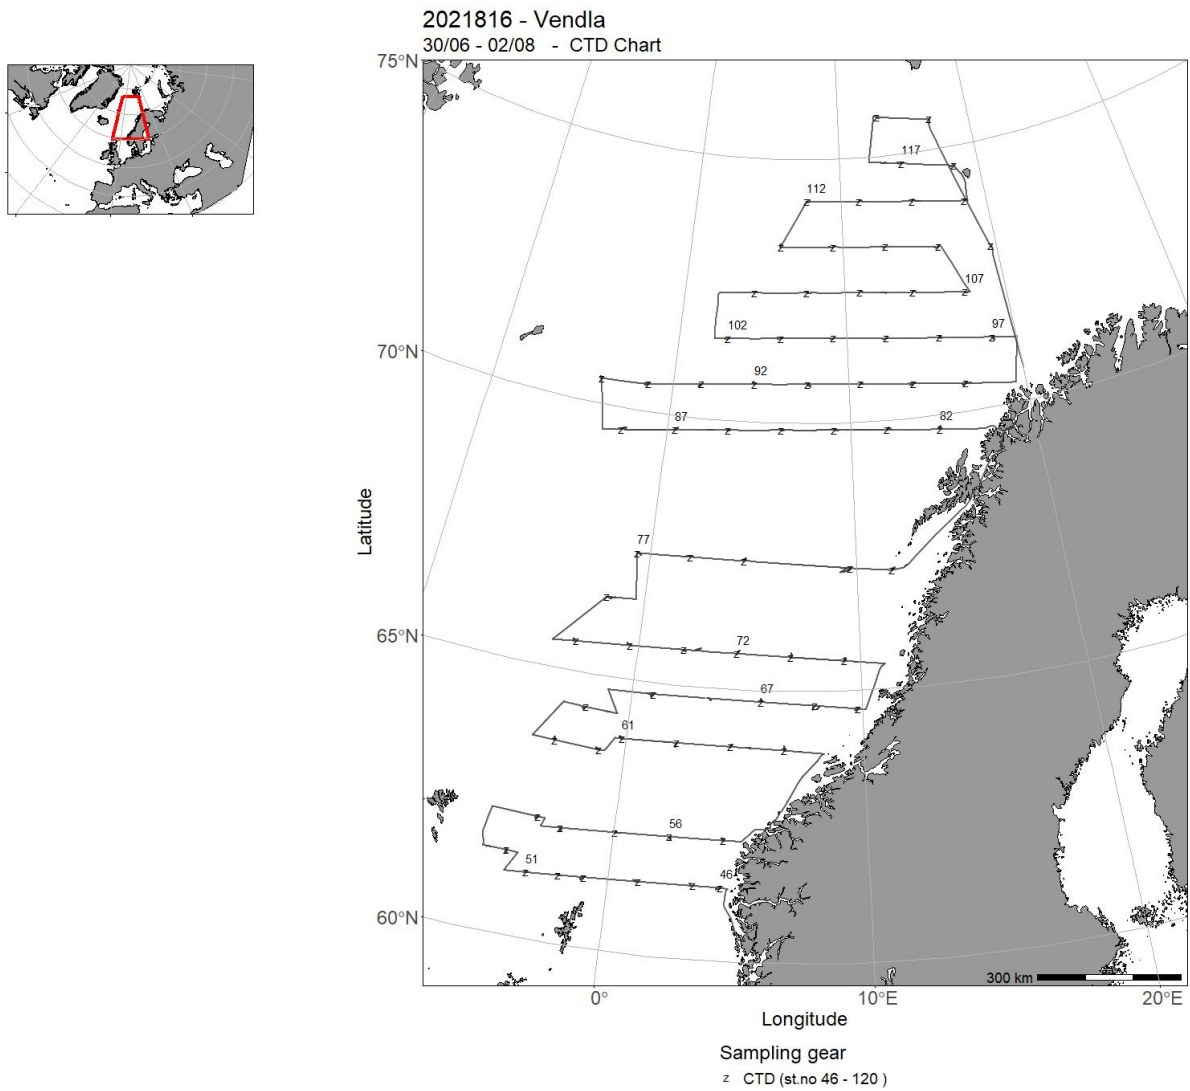 2021816 - Vendla
30/06 - 02/08 - CTD Chart
75°N
z z
117
z z
112
z z z z
z z z z z
107
z z z z z
102 97
z z z z z z
92
z z z z z z z z
70°N
87 82
z z z z z z z
77
z z z z z
z
65°N
72
z z z z z z
67
z z z z z
61
z z z z z z
56
z z z z z
51 46
z z z z z z z
60°N
Latitude
300 km
0° 10°E 20°E
Longitude
Sampling gear
z CTD (st.no 46 - 120 )